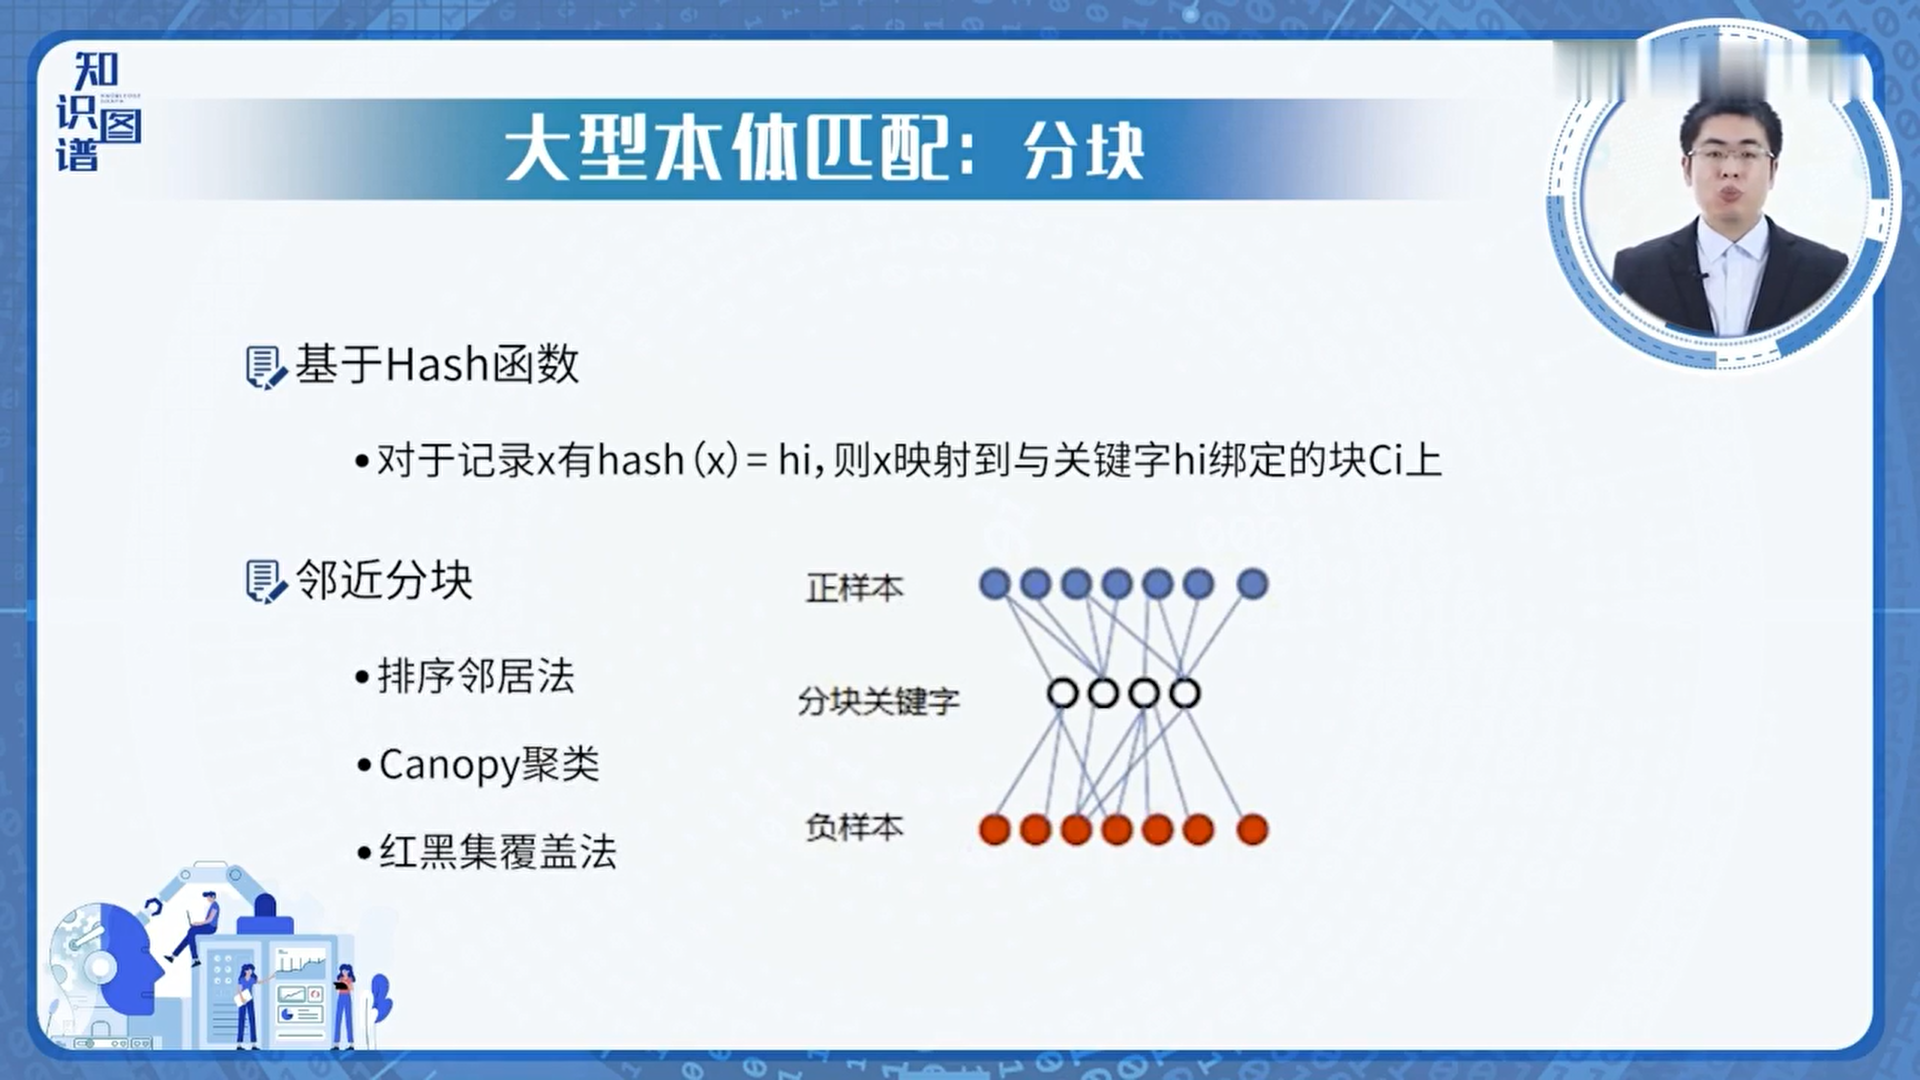 知识图谱
大型本体匹配：分块
基于Hash函数
•对于记录x有hash(x)= hi,则x映射到与关键字hi绑定的块Ci上
邻近分块
•排序邻居法
•Canopy聚类
•红黑集覆盖法
正样本
分块关键字
负样本